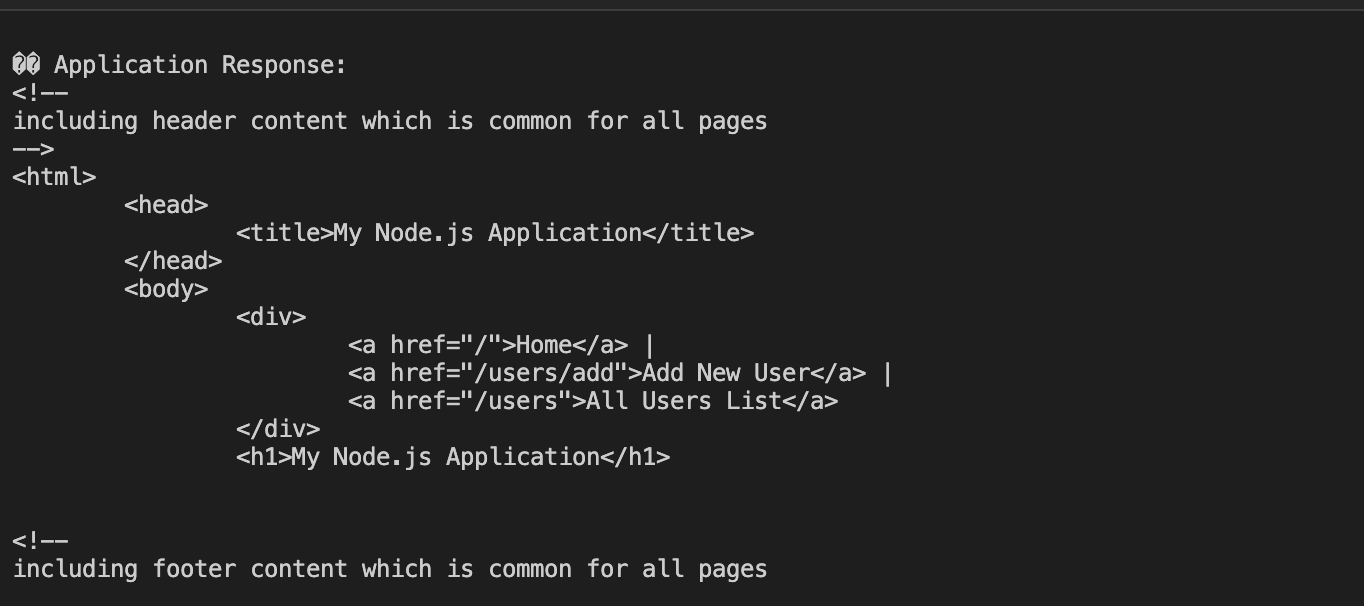 �� Application Response:
<!--
including header content which is common for all pages
-->
<html>
        <head>
                <title>My Node.js Application</title>
        </head>
        <body>
                <div>
                        <a href="/">Home</a> |
                        <a href="/users/add">Add New User</a> |
                        <a href="/users">All Users List</a>
                </div>
                <h1>My Node.js Application</h1>
<!--
including footer content which is common for all pages